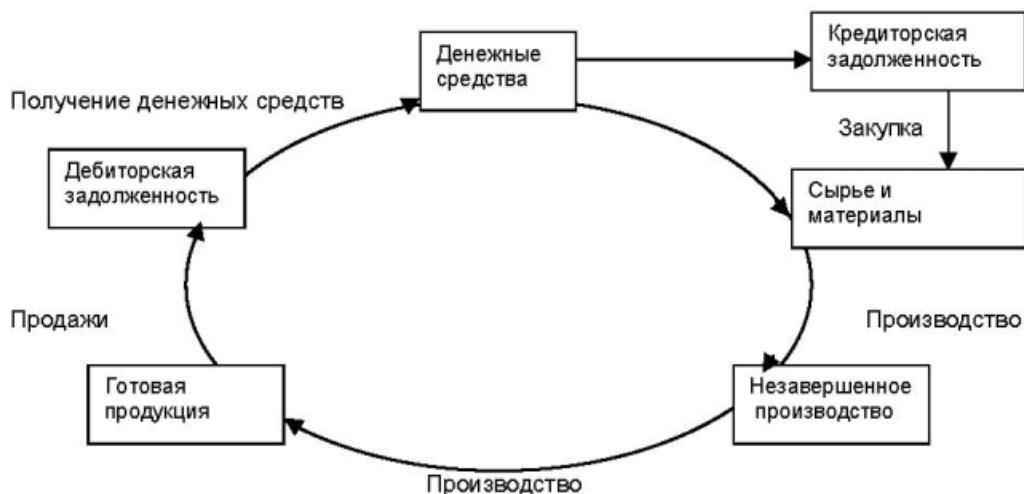 Денежные
средства
Кредиторская
задолженность
Получение денежных средств
Закупка
Дебиторская
задолженность
Сырье и
материалы
Продажи
Производство
Готовая
продукция
Незавершенное
производство
Производство